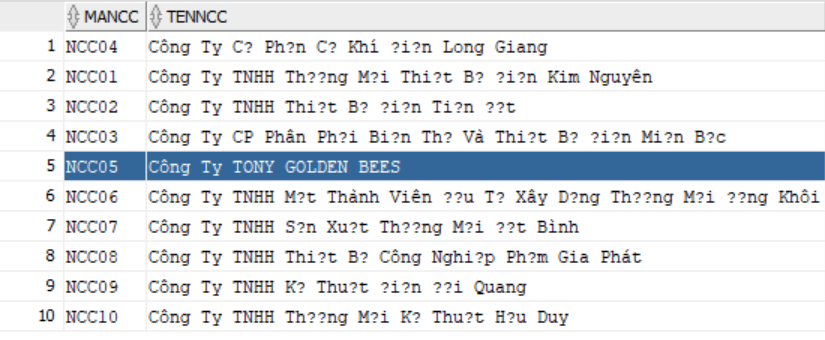 MANCC TENNCC
1 NCC04 Công Ty C? Ph?n C? Khí ?i?n Long Giang
2 NCC01 Công Ty TNHH Th??ng M?i Thi?t B? ?i?n Kim Nguyên
3 NCC02 Công Ty TNHH Thi?t B? ?i?n Ti?n ??t
4 NCC03 Công Ty CP Phân Ph?i Bi?n Th? Và Thi?t B? ?i?n Mi?n B?c
5 NCC05 Công Ty TONY GOLDEN BEES
6 NCC06 Công Ty TNHH M?t Thành Viên ??u T? Xây D?ng Th??ng M?i ??ng Khôi
7 NCC07 Công Ty TNHH S?n Xu?t Th??ng M?i ??t Bình
8 NCC08 Công Ty TNHH Thi?t B? Công Nghi?p Ph?m Gia Phát
9 NCC09 Công Ty TNHH K? Thu?t ?i?n ??i Quang
10 NCC10 Công Ty TNHH Th??ng M?i K? Thu?t H?u Duy